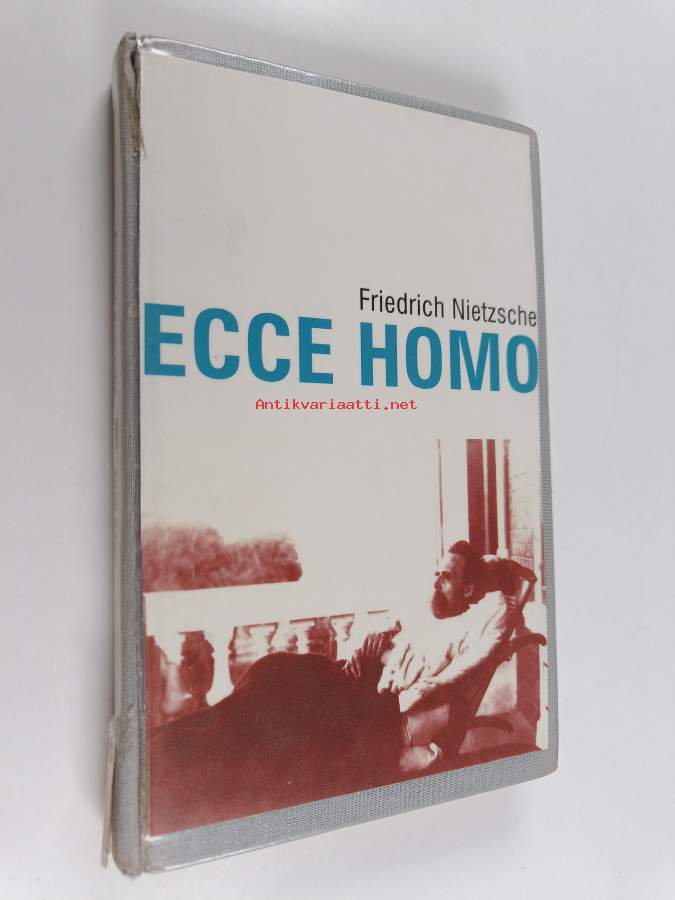 Friedrich Nietzsche
ECCE HOMO
Antikvariaatti.net